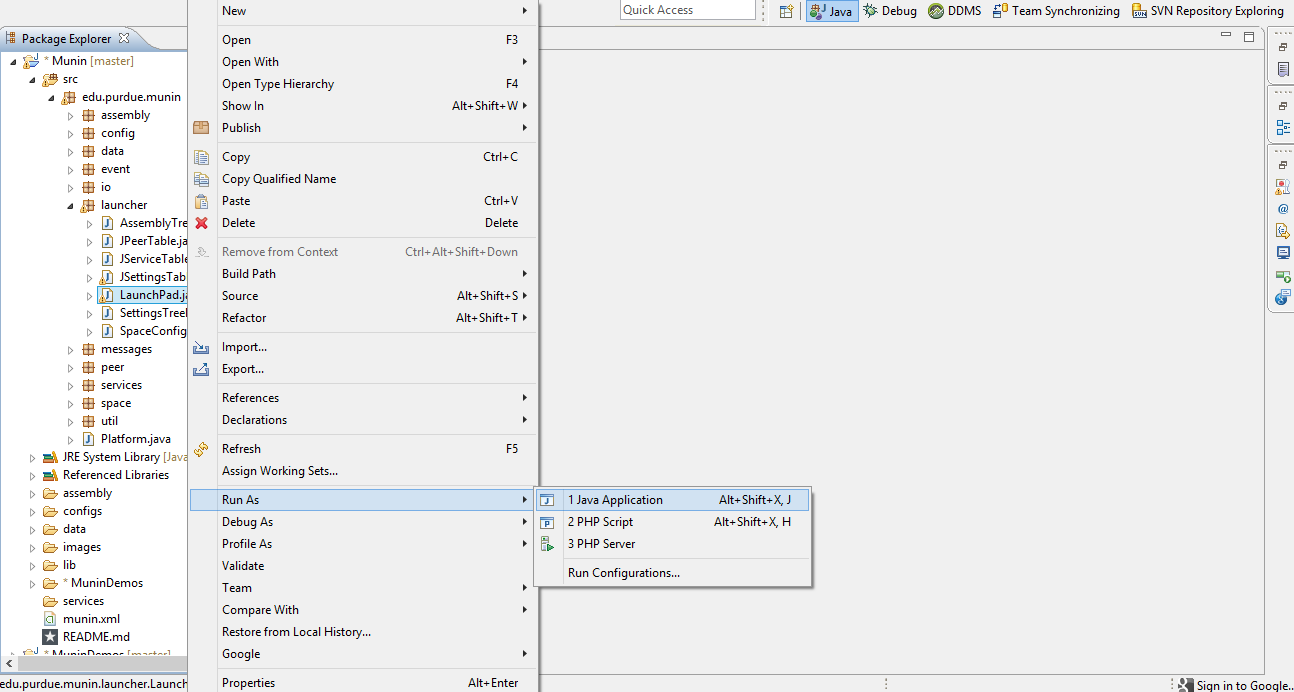 Quick Access
Java
Debug
DDMS
Team Synchronizing
SVN Repository Exploring
Package Explorer
* Munin [master]
src
edu.purdue.munin
assembly
config
data
event
io
launcher
AssemblyTre
JPeerTable.ja
JServiceTable
JSettingsTab
LaunchPad.ja
SettingsTreeI
SpaceConfig
messages
peer
services
space
util
Platform.java
JRE System Library [Java
Referenced Libraries
assembly
configs
data
images
lib
* MuninDemos
services
munin.xml
README.md
* MuninDemos [master]
edu.purdue.munin.launcher.Launch
New
Open F3
Open With
Open Type Hierarchy F4
Show In Alt+Shift+W
Publish
Copy Ctrl+C
Copy Qualified Name
Paste Ctrl+V
Delete Delete
Remove from Context Ctrl+Alt+Shift+Down
Build Path
Source Alt+Shift+S
Refactor Alt+Shift+T
Import...
Export...
References
Declarations
Refresh F5
Assign Working Sets...
Run As
Debug As
Profile As
Validate
Team
Compare With
Restore from Local History...
Google
Properties Alt+Enter
1 Java Application Alt+Shift+X, J
2 PHP Script Alt+Shift+X, H
3 PHP Server
Run Configurations...
Sign in to Google...